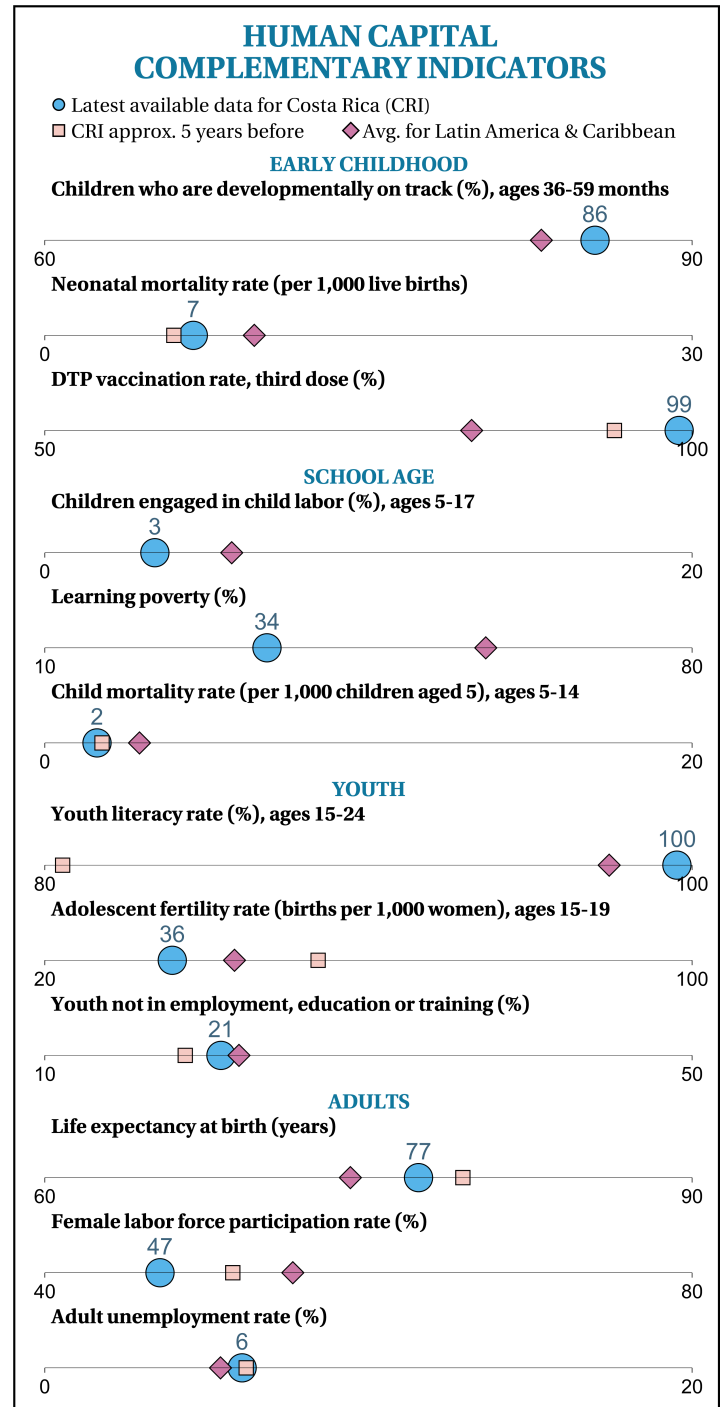 HUMAN CAPITAL
COMPLEMENTARY INDICATORS
Latest available data for Costa Rica (CRI)
CRI approx. 5 years before Avg. for Latin America & Caribbean
EARLY CHILDHOOD
Children who are developmentally on track (%), ages 36-59 months
86
60 90
Neonatal mortality rate (per 1,000 live births)
7
0 30
DTP vaccination rate, third dose (%)
99
50 100
SCHOOL AGE
Children engaged in child labor (%), ages 5-17
3
0 20
Learning poverty (%)
34
10 80
Child mortality rate (per 1,000 children aged 5), ages 5-14
2
0 20
YOUTH
Youth literacy rate (%), ages 15-24
100
80 100
Adolescent fertility rate (births per 1,000 women), ages 15-19
36
20 100
Youth not in employment, education or training (%)
21
10 50
ADULTS
Life expectancy at birth (years)
77
60 90
Female labor force participation rate (%)
47
40 80
Adult unemployment rate (%)
6
0 20